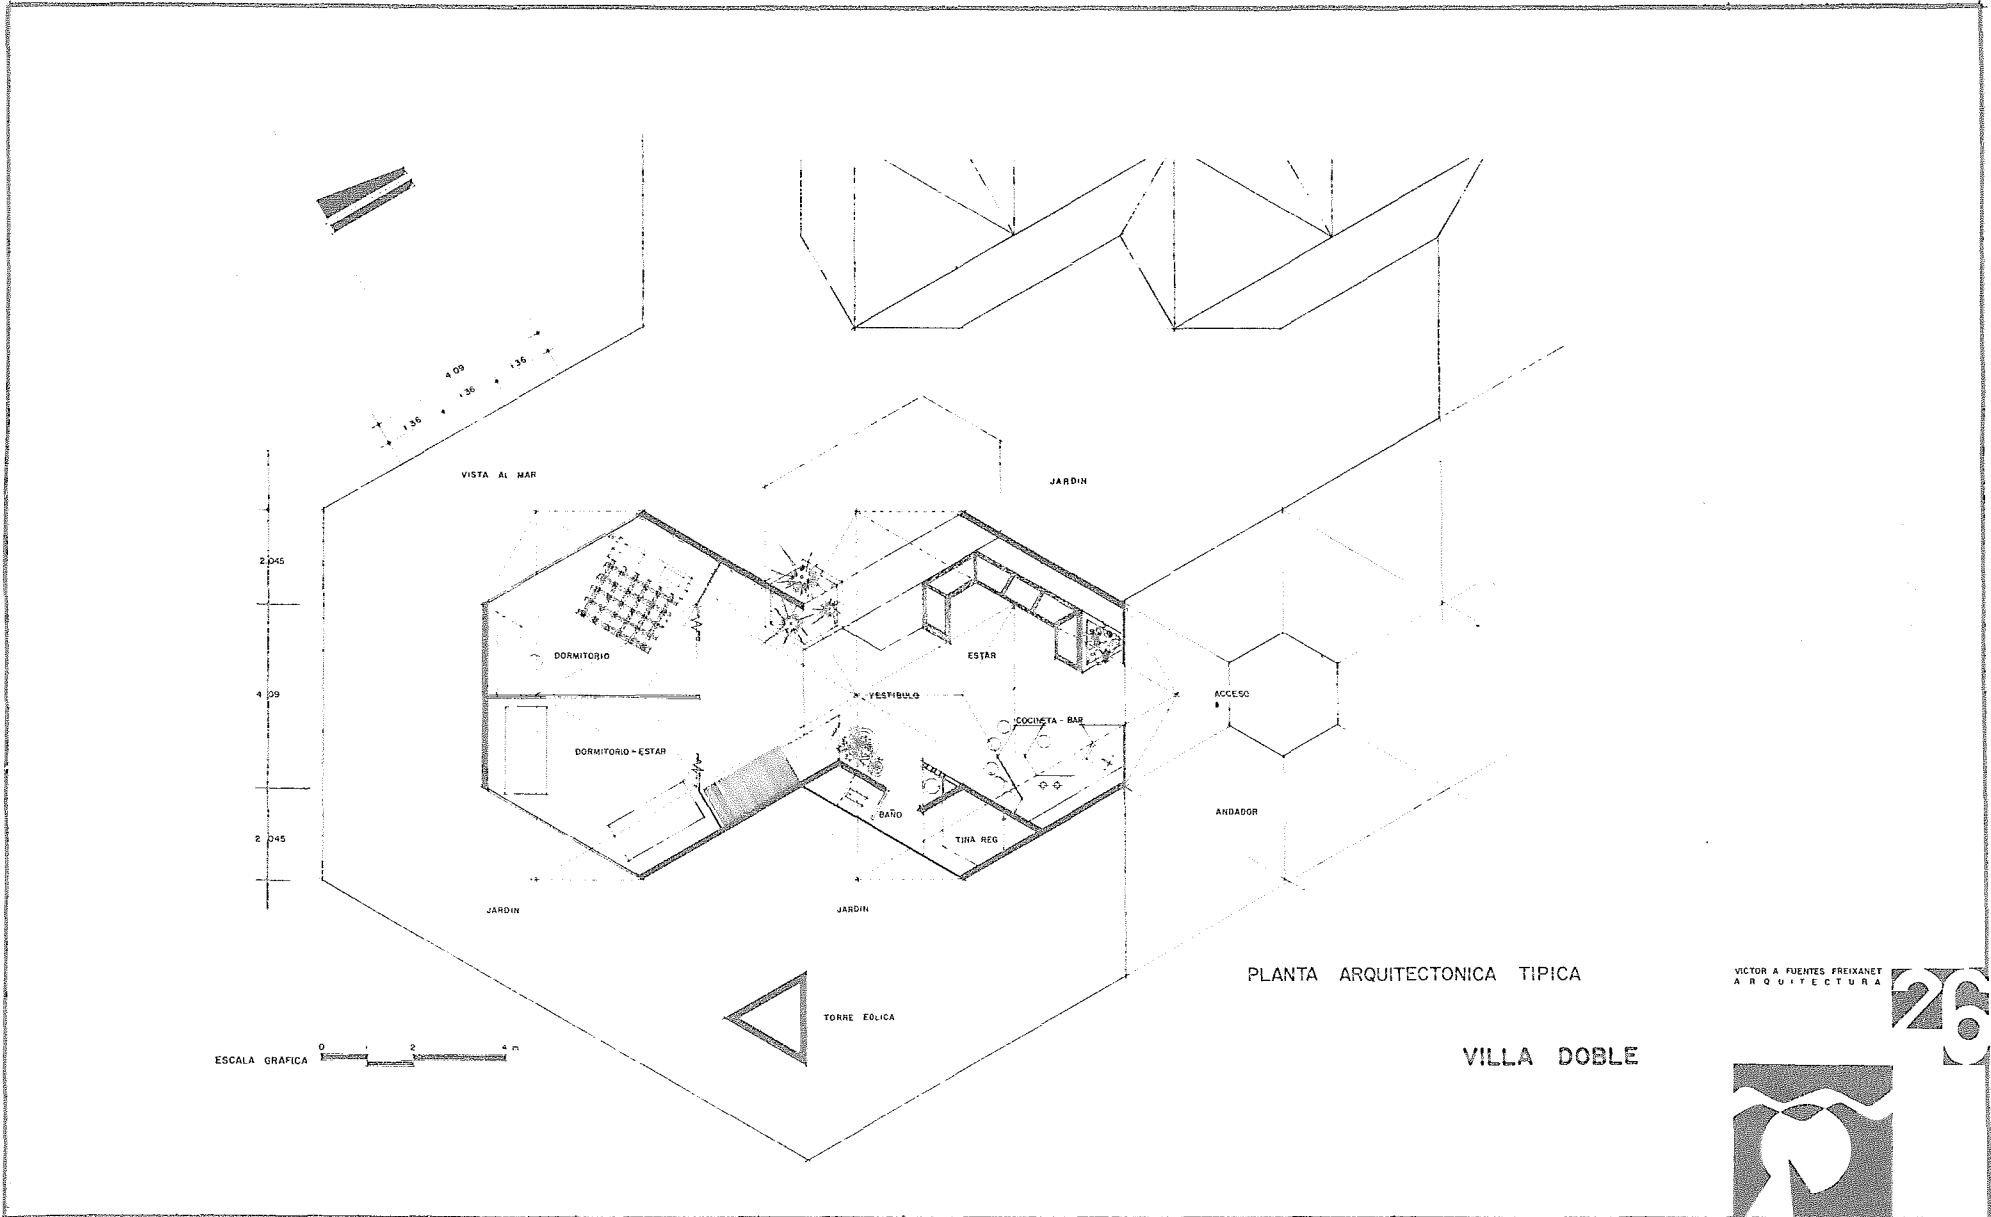 4.09
1.36
1.36
1.36
VISTA AL MAR
JARDIN
2.045
DORMITORIO
ESTAR
4.09
VESTIBULO
ACCESO
COCINETA - BAR
DORMITORIO - ESTAR
BAÑO
ANDADOR
2.045
TINA REG
JARDIN
JARDIN
PLANTA ARQUITECTONICA TIPICA
VICTOR A FUENTES FREIXANET
ARQUITECTURA
26
TORRE EOLICA
ESCALA GRAFICA 0 1 2 4 m
VILLA DOBLE